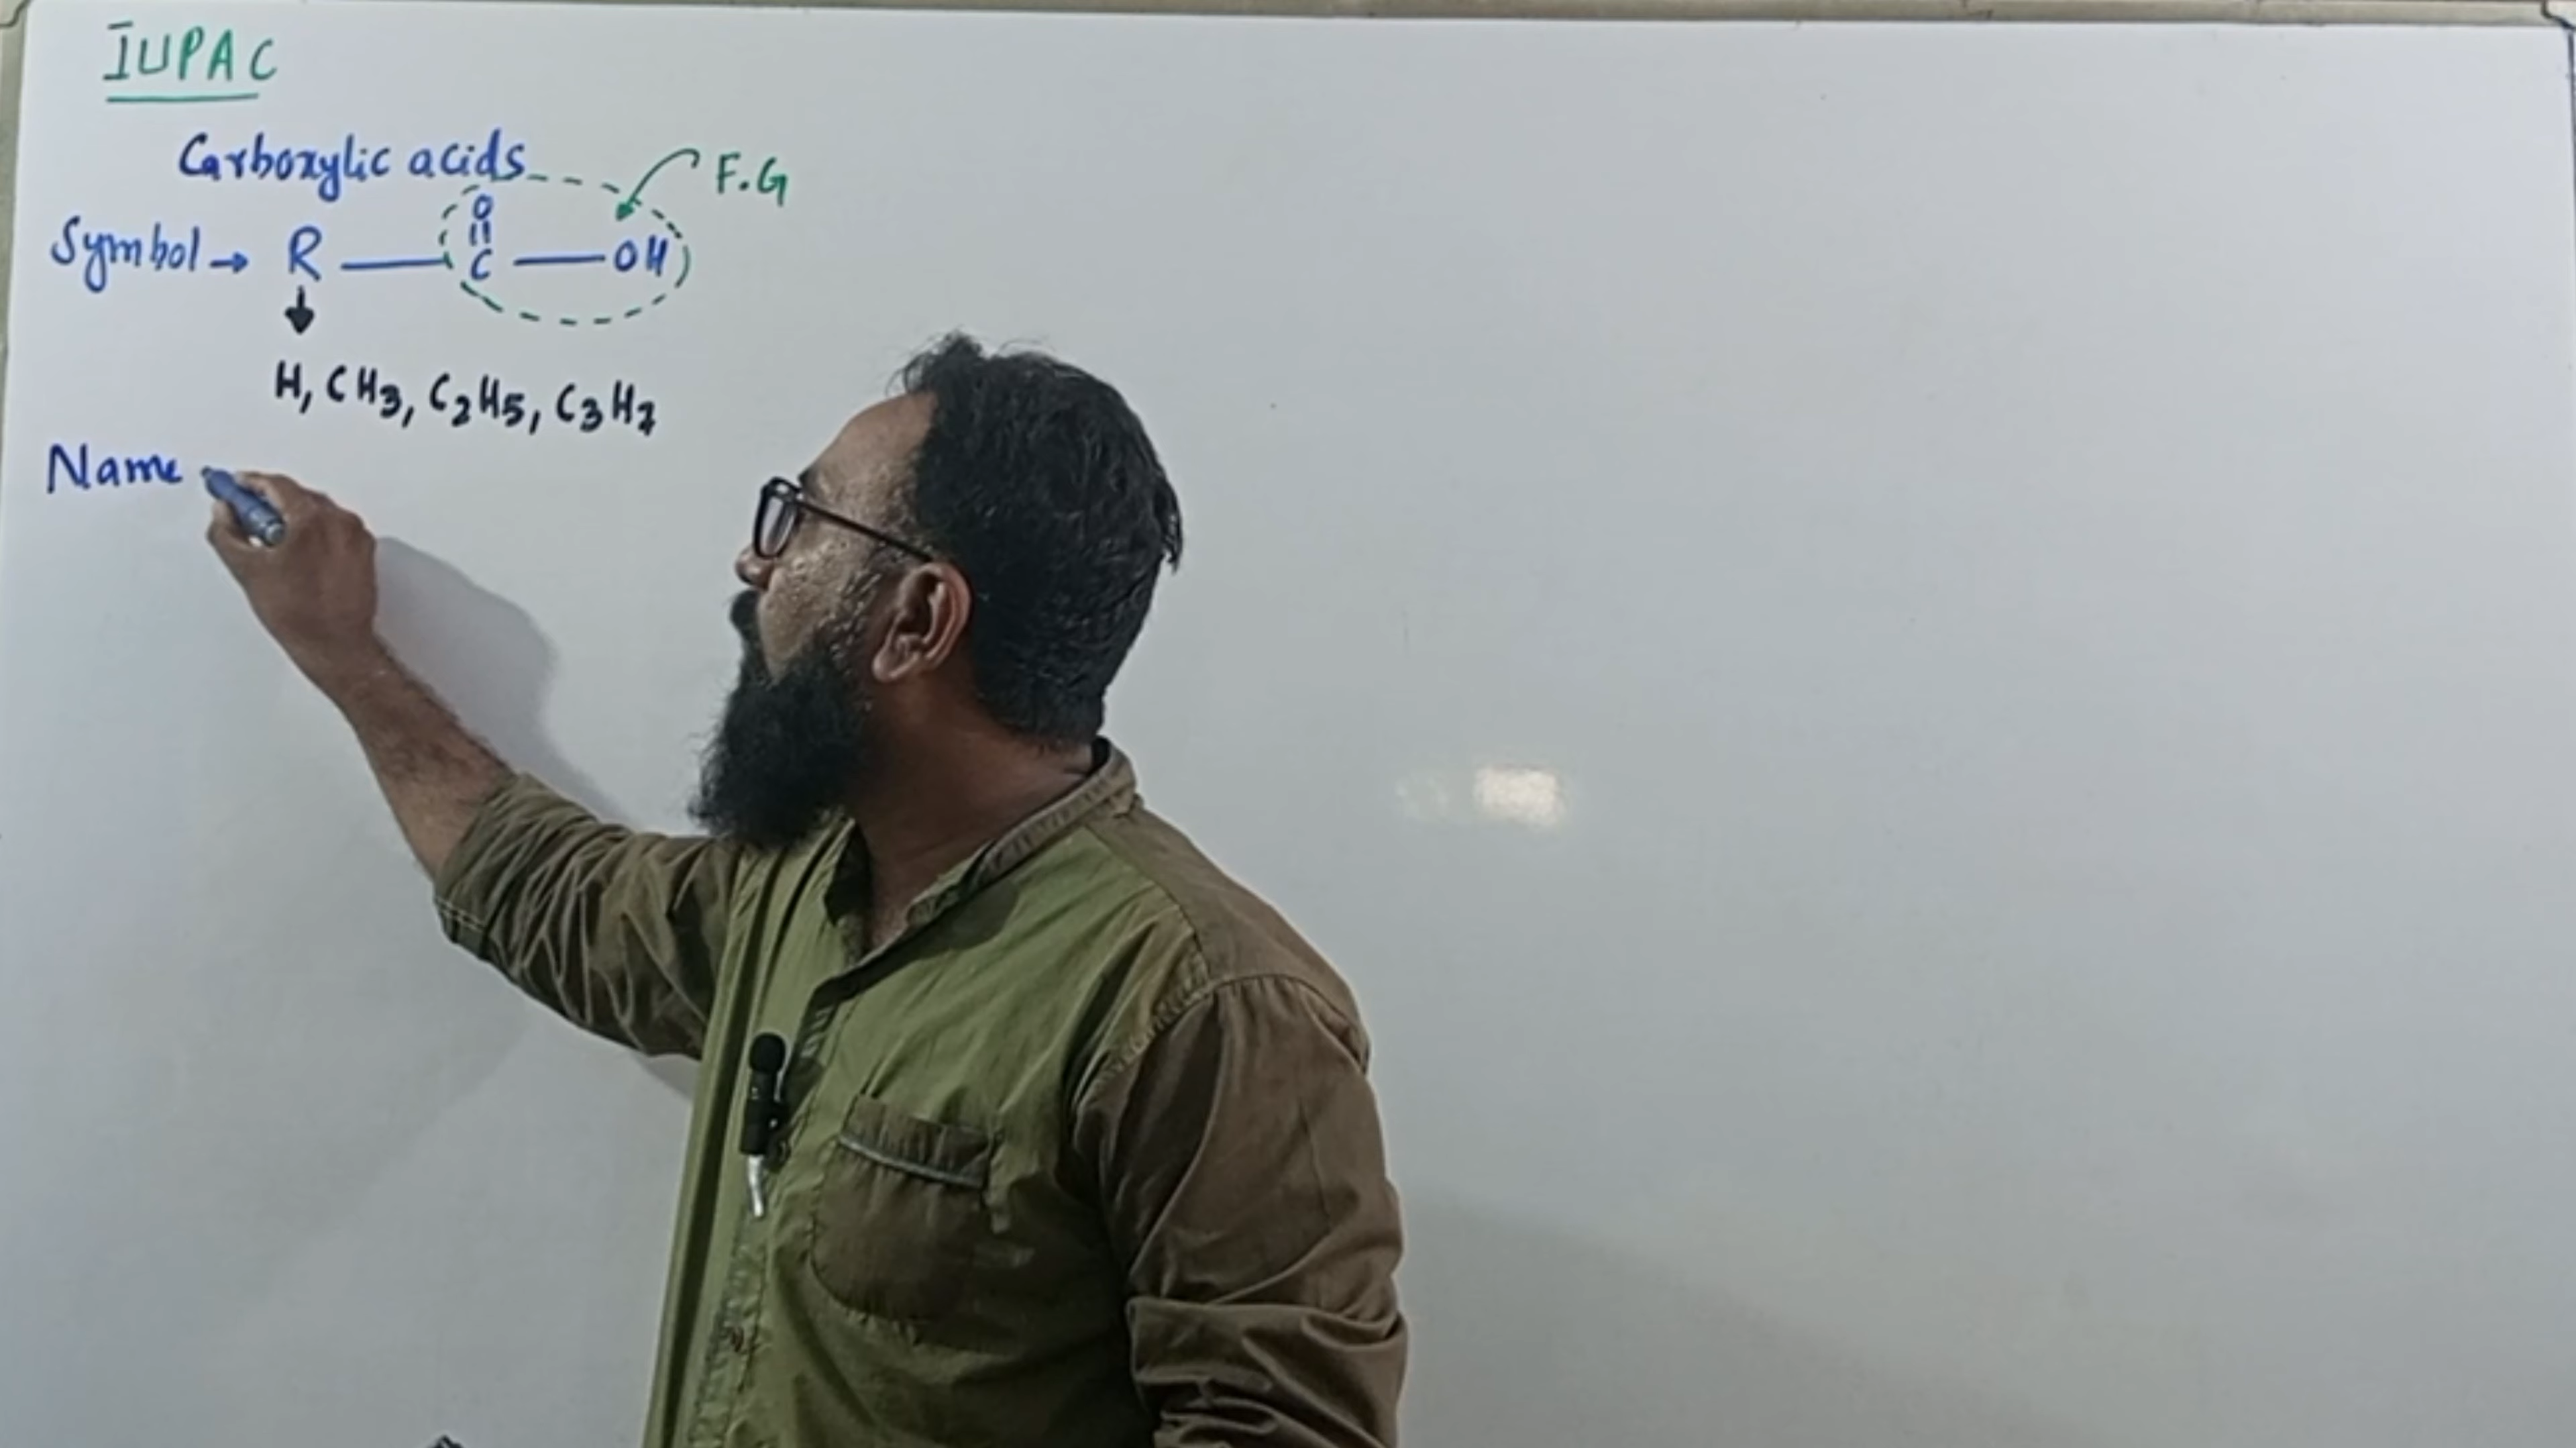 IUPAC
Carboxylic acids
F.G
O
||
Symbol → R — C — OH
H, CH3, C2H5, C3H7
Name